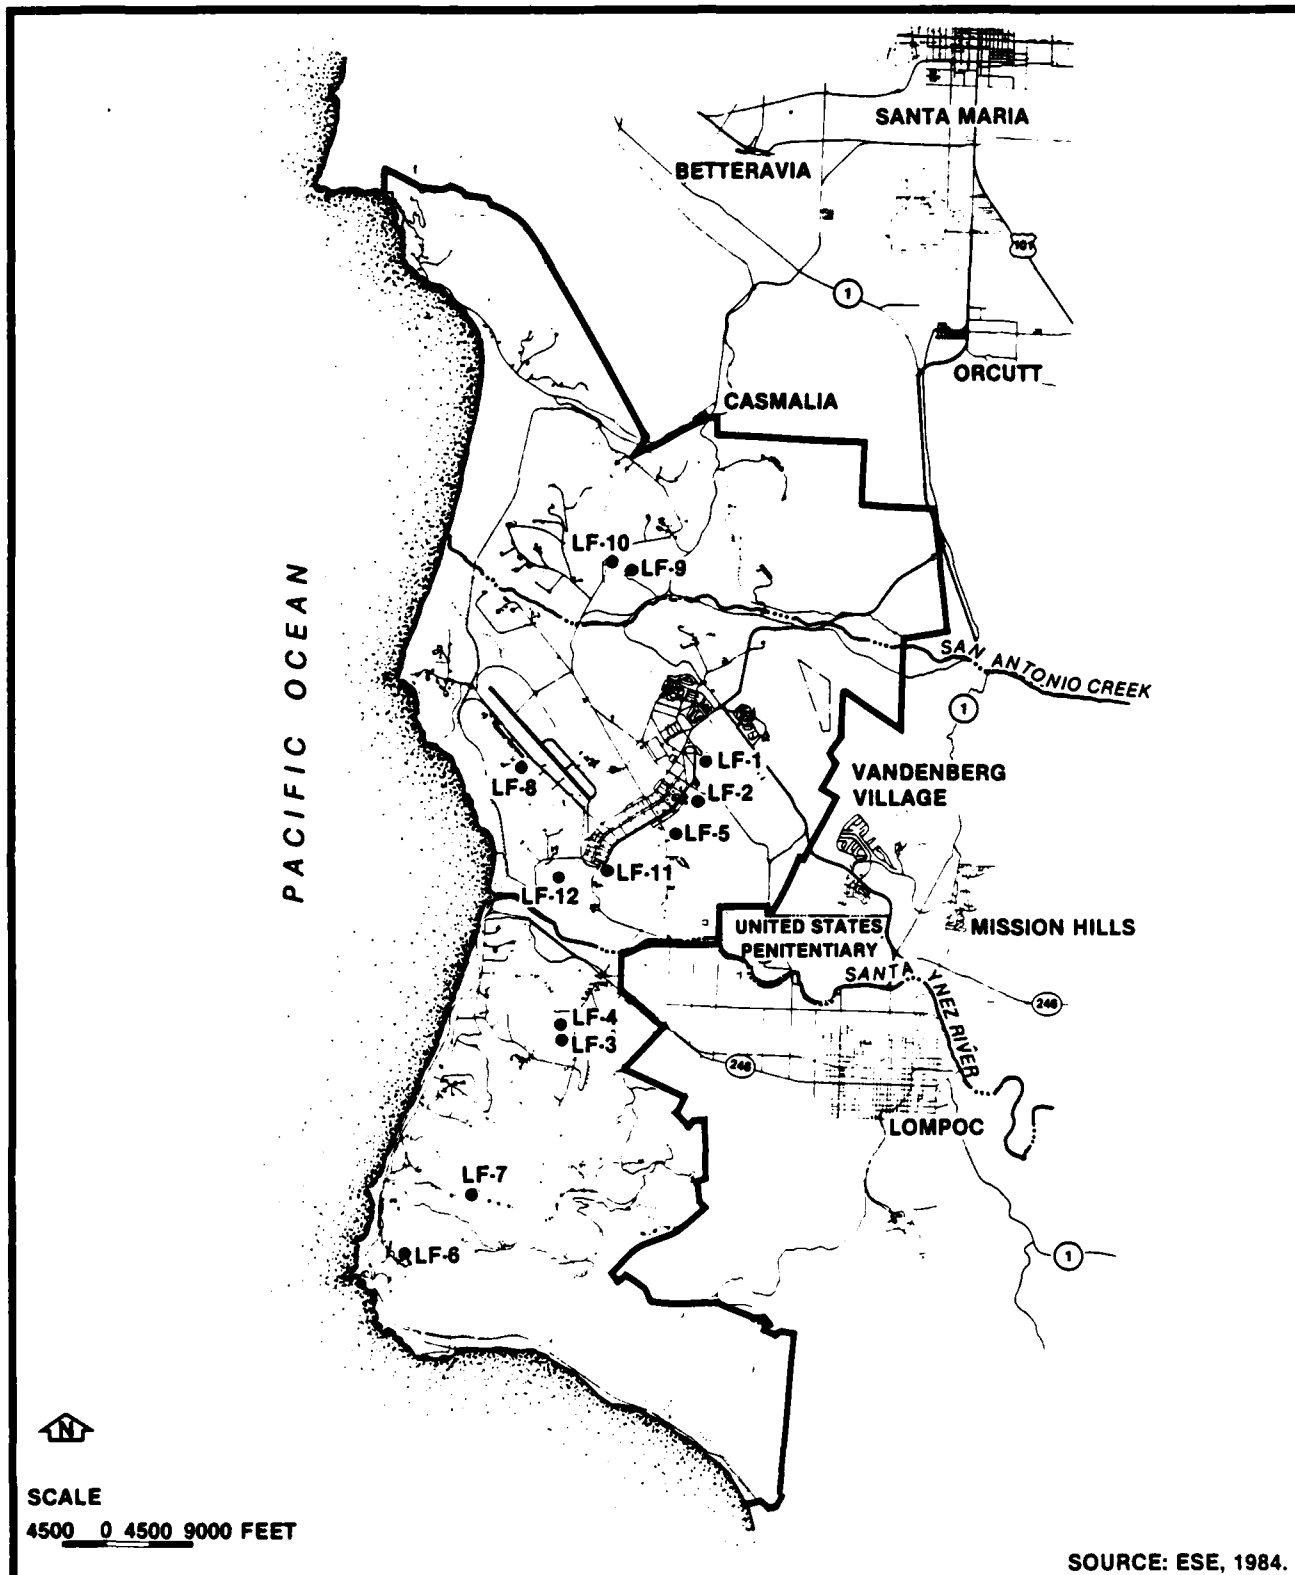 SANTA MARIA
BETTERAVIA
101
1
ORCUTT
CASMALIA
LF-10
LF-9
PACIFIC OCEAN
SAN ANTONIO CREEK
1
LF-1
VANDENBERG
VILLAGE
LF-8
LF-2
LF-5
LF-11
LF-12
UNITED STATES
PENITENTIARY
MISSION HILLS
SANTA YNEZ RIVER
246
LF-4
LF-3
246
LOMPOC
LF-7
LF-6
1
N
SCALE
4500 0 4500 9000 FEET
SOURCE: ESE, 1984.